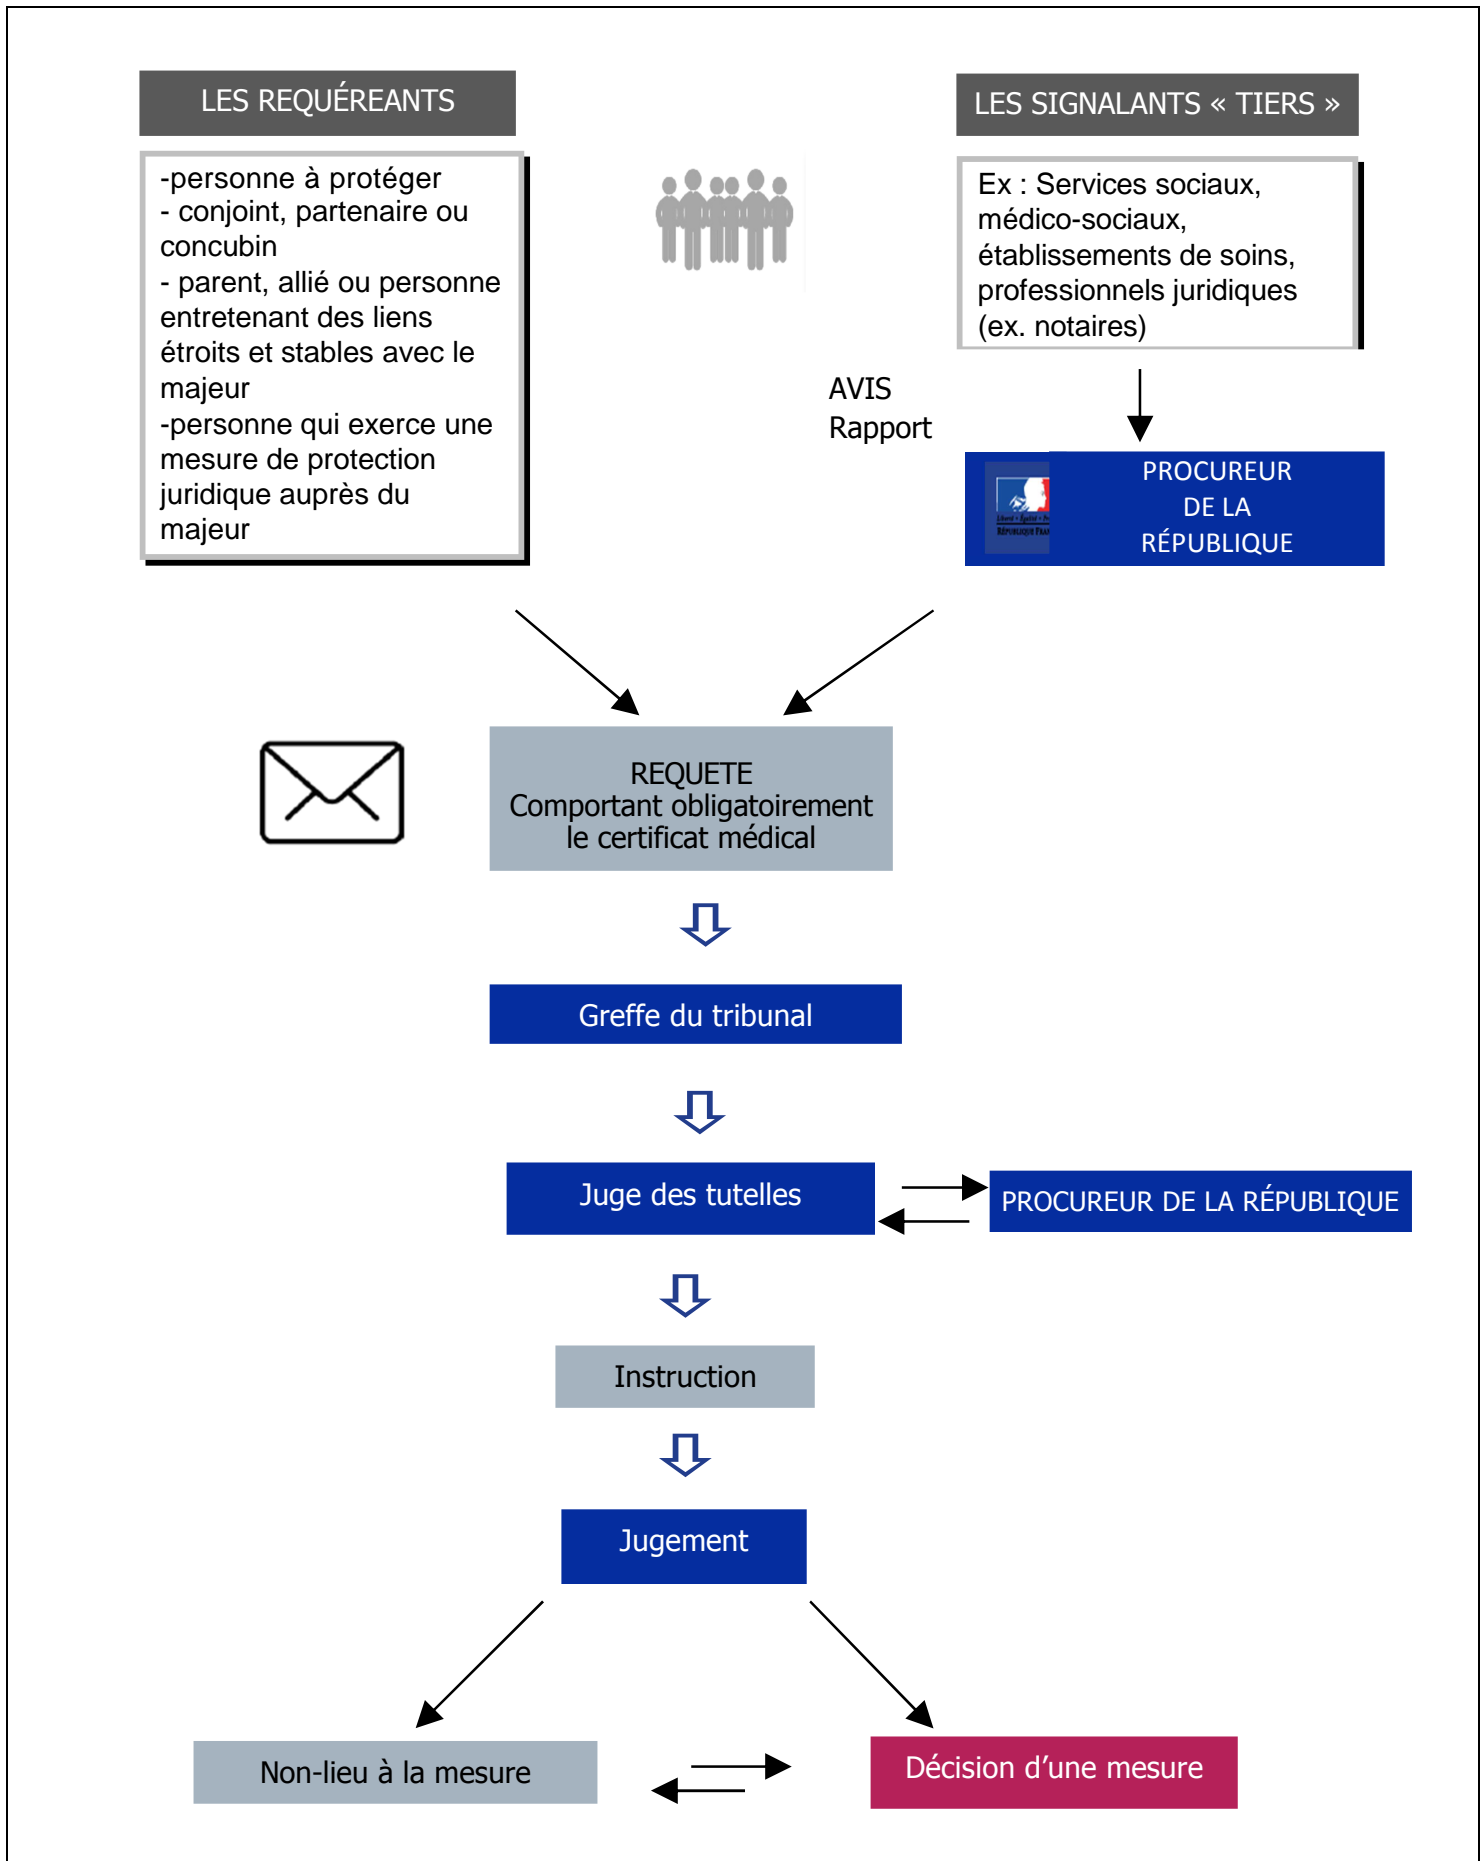 LES REQUÉREANTS
-personne à protéger
- conjoint, partenaire ou
concubin
- parent, allié ou personne
entretenant des liens
étroits et stables avec le
majeur
-personne qui exerce une
mesure de protection
juridique auprès du
majeur
LES SIGNALANTS « TIERS »
Ex : Services sociaux,
médico-sociaux,
établissements de soins,
professionnels juridiques
(ex. notaires)
AVIS
Rapport
PROCUREUR
DE LA
RÉPUBLIQUE
REQUETE
Comportant obligatoirement
le certificat médical
Greffe du tribunal
Juge des tutelles
PROCUREUR DE LA RÉPUBLIQUE
Instruction
Jugement
Non-lieu à la mesure
Décision d’une mesure